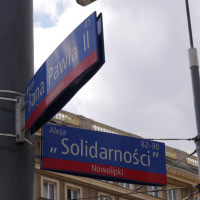 Jana Pawła II
Aleja
82-90
„Solidarności”
Nowolipki